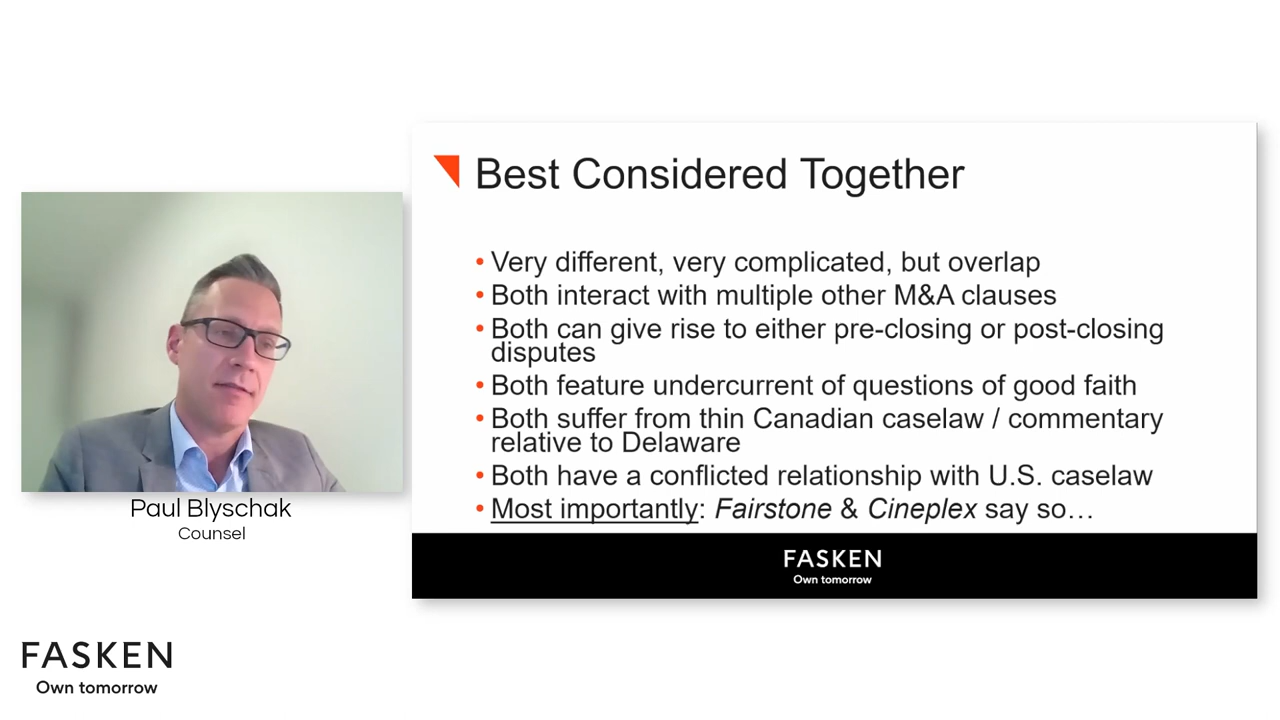 Best Considered Together
• Very different, very complicated, but overlap
• Both interact with multiple other M&A clauses
• Both can give rise to either pre-closing or post-closing
disputes
• Both feature undercurrent of questions of good faith
• Both suffer from thin Canadian caselaw / commentary
relative to Delaware
• Both have a conflicted relationship with U.S. caselaw
• Most importantly: Fairstone & Cineplex say so…
FASKEN
Own tomorrow
Paul Blyschak
Counsel
FASKEN
Own tomorrow